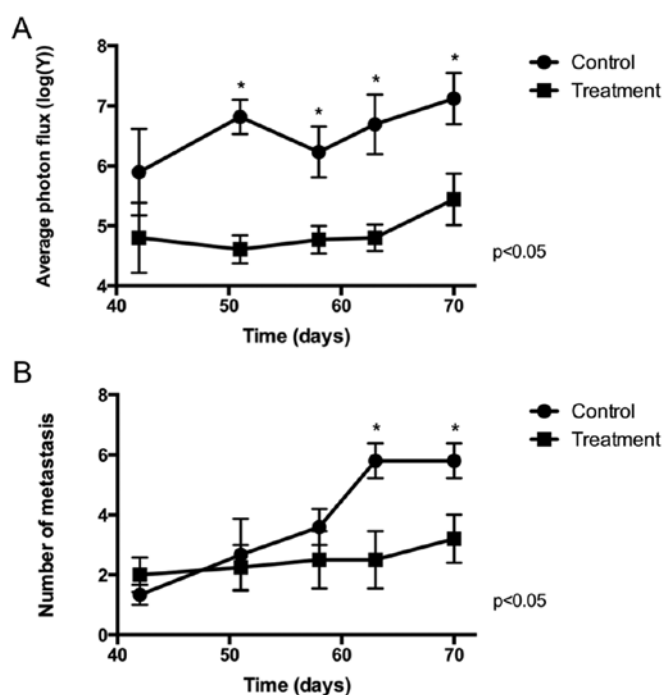 A
Average photon flux (log(Y))
8
7
6
5
4
* * * *
40 50 60 70
Time (days)
Control
Treatment
p<0.05
B
Number of metastasis
8
6
4
2
0
* *
40 50 60 70
Time (days)
Control
Treatment
p<0.05